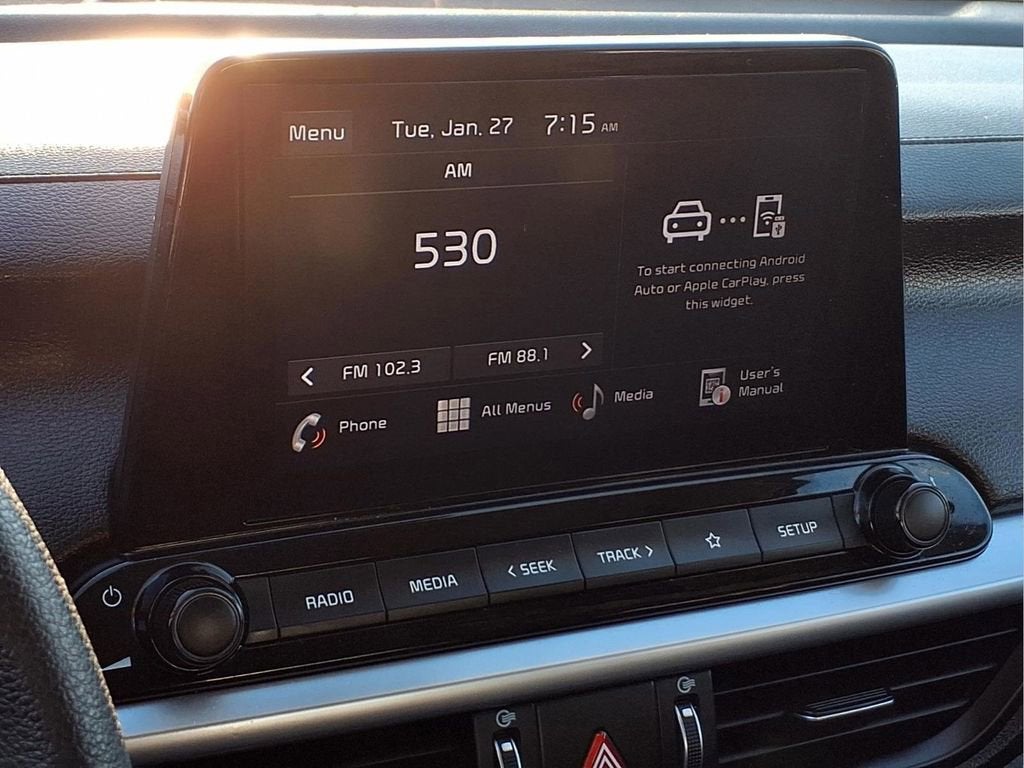 Menu Tue, Jan. 27 7:15 AM
AM
530
To start connecting Android
Auto or Apple CarPlay, press
this widget.
< FM 102.3 FM 88.1 >
Phone All Menus Media User's
Manual
RADIO MEDIA < SEEK TRACK > SETUP